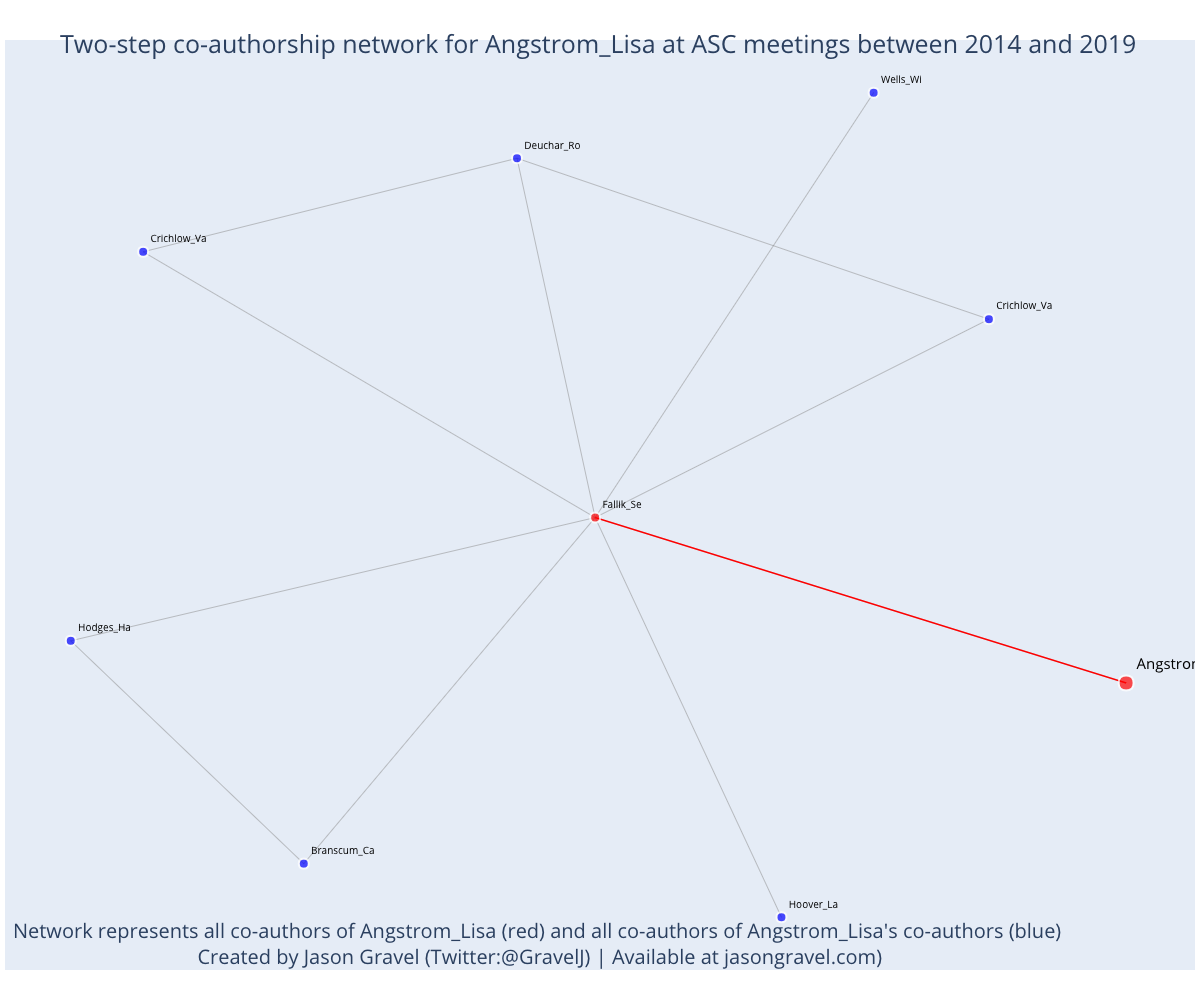 Two-step co-authorship network for Angstrom_Lisa at ASC meetings between 2014 and 2019
Wells_Wi
Deuchar_Ro
Crichlow_Va
Crichlow_Va
Fallik_Se
Hodges_Ha
Angstrom
Branscum_Ca
Hoover_La
Network represents all co-authors of Angstrom_Lisa (red) and all co-authors of Angstrom_Lisa's co-authors (blue)
Created by Jason Gravel (Twitter:@GravelJ) | Available at jasongravel.com)